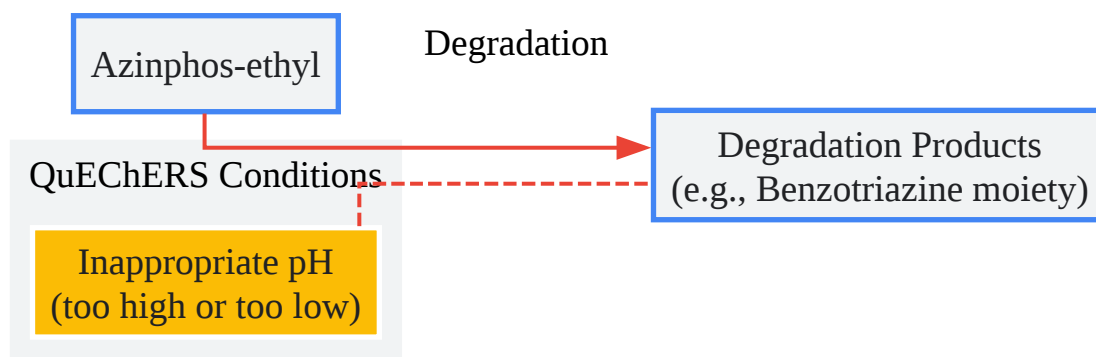 Degradation
Azinphos-ethyl
Degradation Products
(e.g., Benzotriazine moiety)
QuEChERS Conditions
Inappropriate pH
(too high or too low)